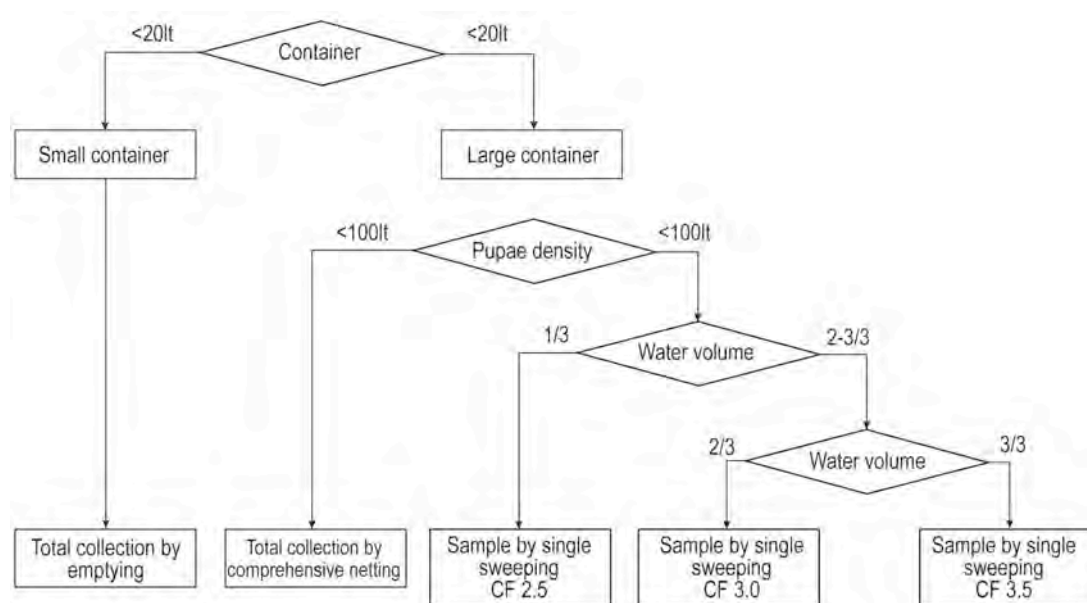 <20lt
<20lt
Container
Small container
Large container
<100lt
<100lt
Pupae density
1/3
2-3/3
Water volume
2/3
3/3
Water volume
Total collection by
emptying
Total collection by
comprehensive netting
Sample by single
sweeping
CF 2.5
Sample by single
sweeping
CF 3.0
Sample by single
sweeping
CF 3.5